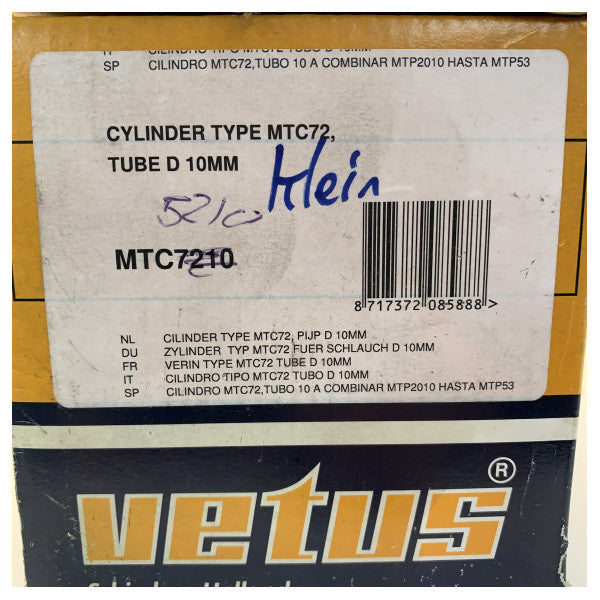 IT CILINDRO TIPO MTC72 TUBO D 10MM
SP CILINDRO MTC72,TUBO 10 A COMBINAR MTP2010 HASTA MTP53
CYLINDER TYPE MTC72,
TUBE D 10MM
klein
5210
MTC7210
8 717372 085888>
NL CILINDER TYPE MTC72, PIJP D 10MM
DU ZYLINDER TYP MTC72 FUER SCHLAUCH D 10MM
FR VERIN TYPE MTC72 TUBE D 10MM
IT CILINDRO TIPO MTC72 TUBO D 10MM
SP CILINDRO MTC72,TUBO 10 A COMBINAR MTP2010 HASTA MTP53
vetus®